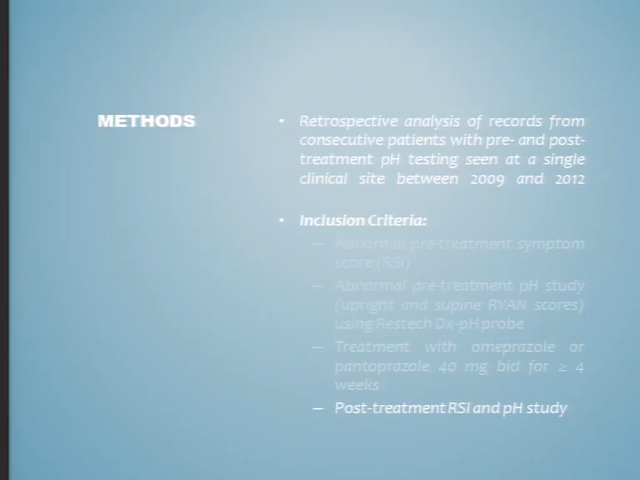 METHODS
• Retrospective analysis of records from
consecutive patients with pre- and post-
treatment pH testing seen at a single
clinical site between 2009 and 2012
• Inclusion Criteria:
– Abnormal pre-treatment symptom
score (RSI)
– Abnormal pre-treatment pH study
(upright and supine RYAN scores)
using Restech Dx-pH probe
– Treatment with omeprazole or
pantoprazole 40 mg bid for ≥ 4
weeks
– Post-treatment RSI and pH study